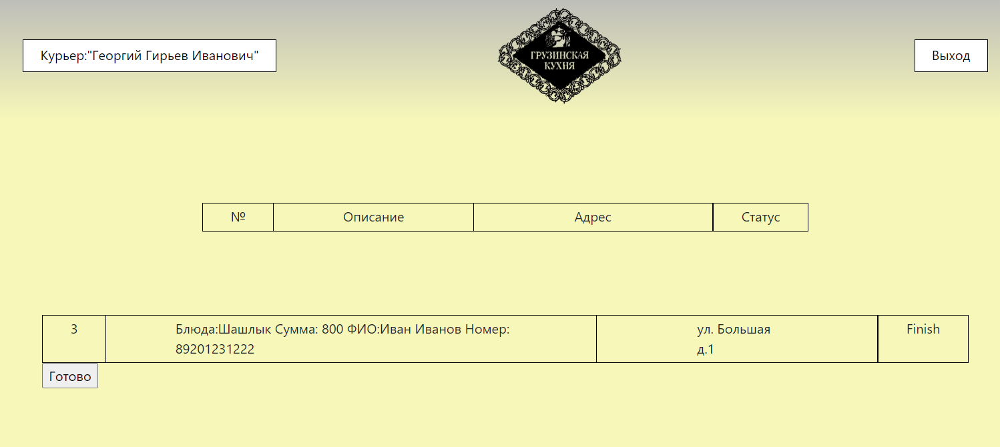 Курьер:"Георгий Гирьев Иванович"
ГРУЗИНСКАЯ
КУХНЯ
Выход
№ Описание Адрес Статус
3 Блюда:Шашлык Сумма: 800 ФИО:Иван Иванов Номер: ул. Большая Finish
89201231222 д.1
Готово